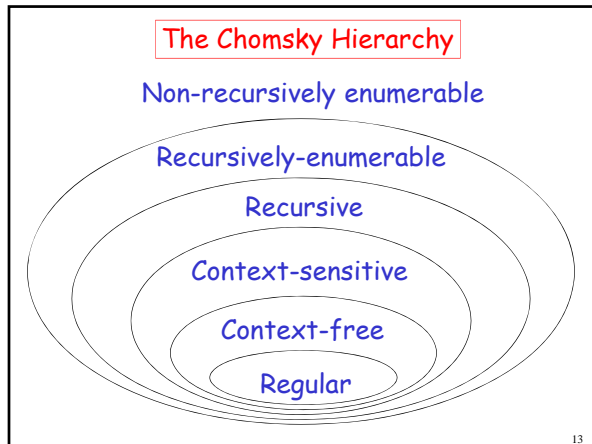 The Chomsky Hierarchy
Non-recursively enumerable
Recursively-enumerable
Recursive
Context-sensitive
Context-free
Regular
13